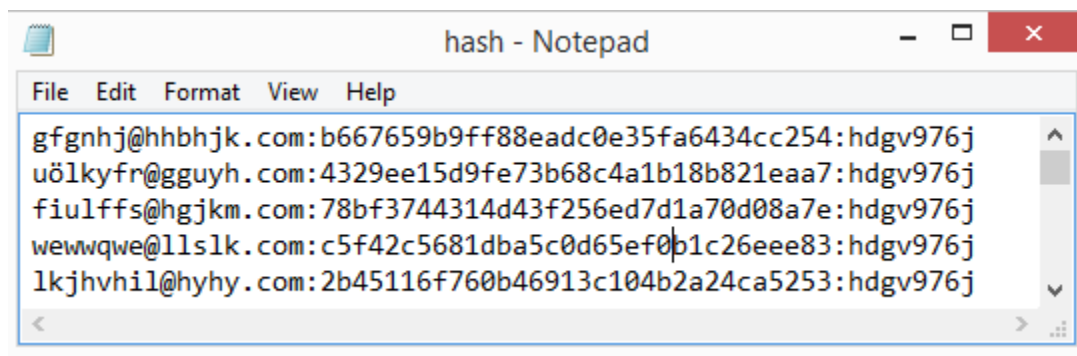 hash - Notepad
File Edit Format View Help
gfgnhj@hhbhjk.com:b667659b9ff88eadc0e35fa6434cc254:hdgv976j
uölkyfr@gguyh.com:4329ee15d9fe73b68c4a1b18b821eaa7:hdgv976j
fiulffs@hgjkm.com:78bf3744314d43f256ed7d1a70d08a7e:hdgv976j
wewwqwe@llslk.com:c5f42c5681dba5c0d65ef0b1c26eee83:hdgv976j
lkjhvhil@hyhy.com:2b45116f760b46913c104b2a24ca5253:hdgv976j